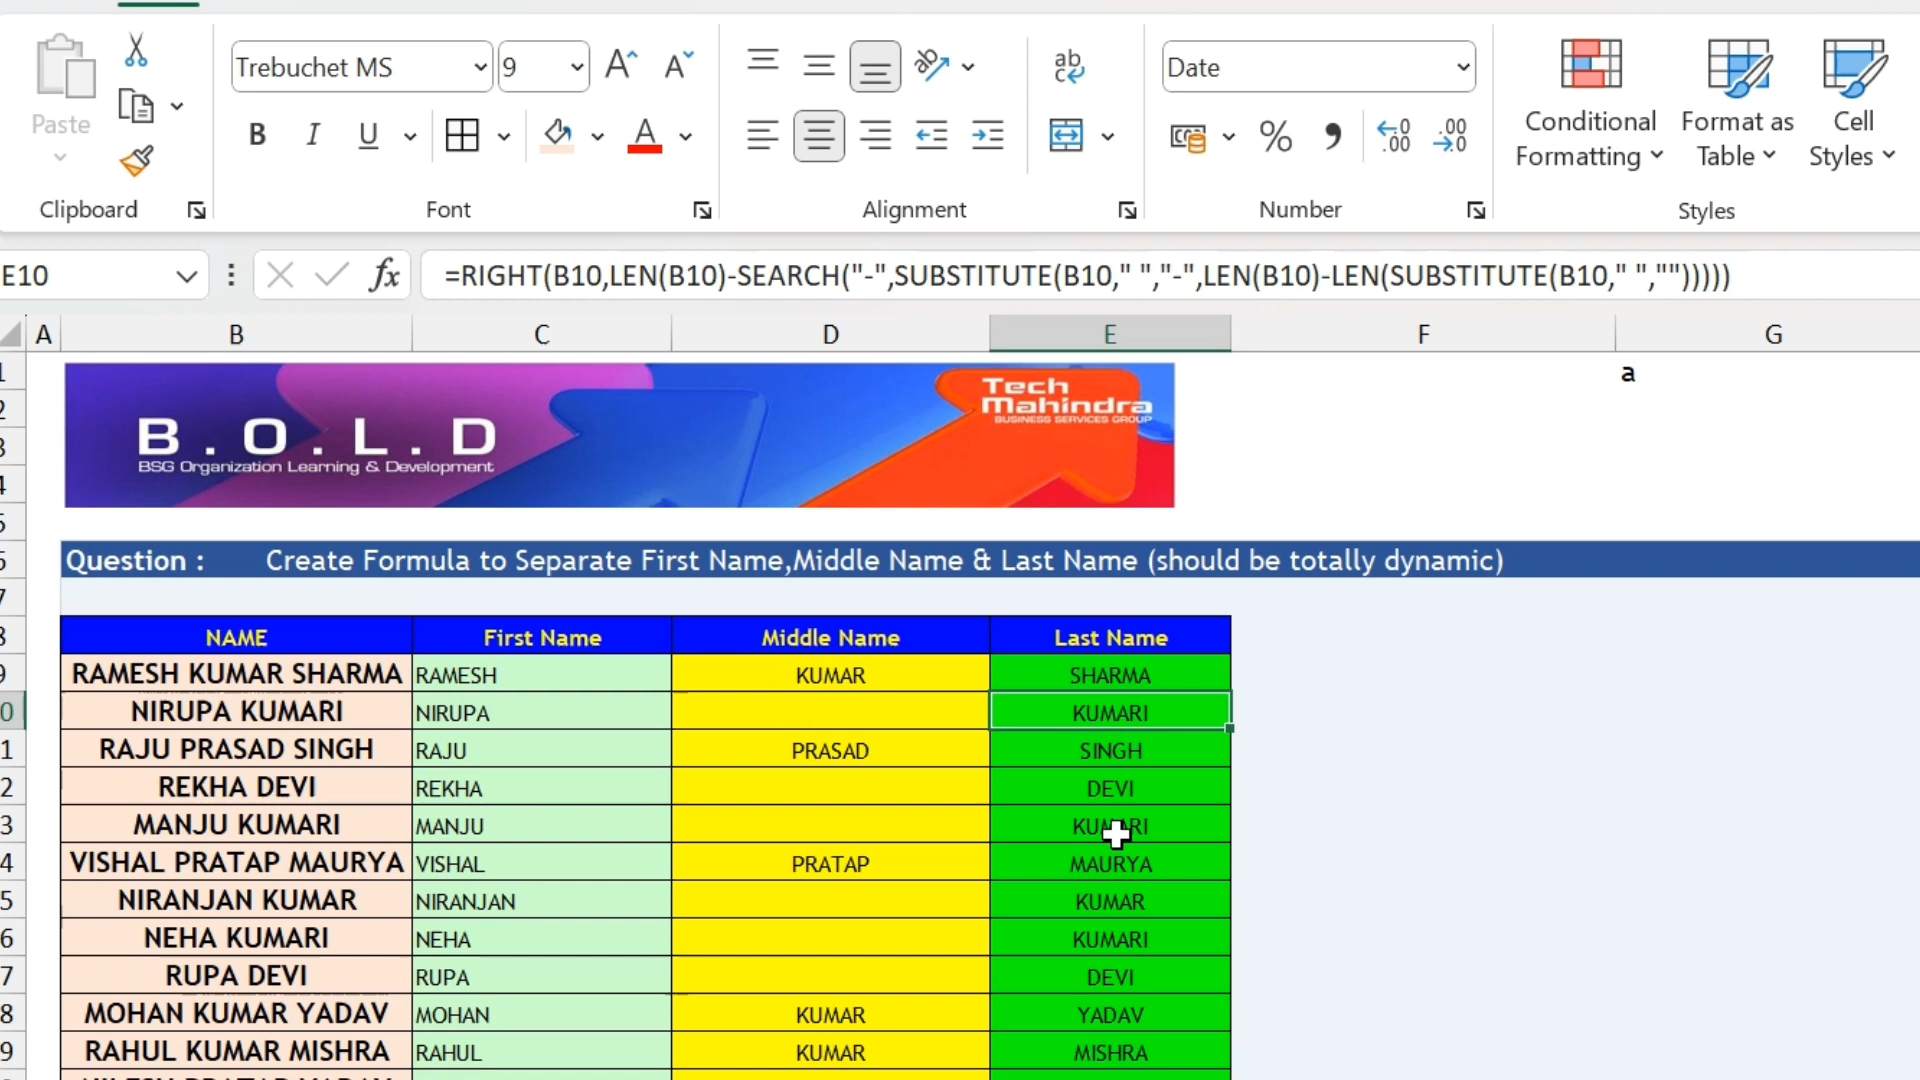 Trebuchet MS 9 A A ab c Date
Paste B I U A % , .00 .00 Conditional Formatting Format as Table Cell Styles
Clipboard Font Alignment Number Styles
E10 fx =RIGHT(B10,LEN(B10)-SEARCH("-",SUBSTITUTE(B10," ","-",LEN(B10)-LEN(SUBSTITUTE(B10," ","")))))
A B C D E F G
a
Tech Mahindra
BUSINESS SERVICES GROUP
B.O.L.D
BSG Organization Learning & Development
Question : Create Formula to Separate First Name,Middle Name & Last Name (should be totally dynamic)
NAME First Name Middle Name Last Name
RAMESH KUMAR SHARMA RAMESH KUMAR SHARMA
NIRUPA KUMARI NIRUPA KUMARI
RAJU PRASAD SINGH RAJU PRASAD SINGH
REKHA DEVI REKHA DEVI
MANJU KUMARI MANJU KUMARI
VISHAL PRATAP MAURYA VISHAL PRATAP MAURYA
NIRANJAN KUMAR NIRANJAN KUMAR
NEHA KUMARI NEHA KUMARI
RUPA DEVI RUPA DEVI
MOHAN KUMAR YADAV MOHAN KUMAR YADAV
RAHUL KUMAR MISHRA RAHUL KUMAR MISHRA